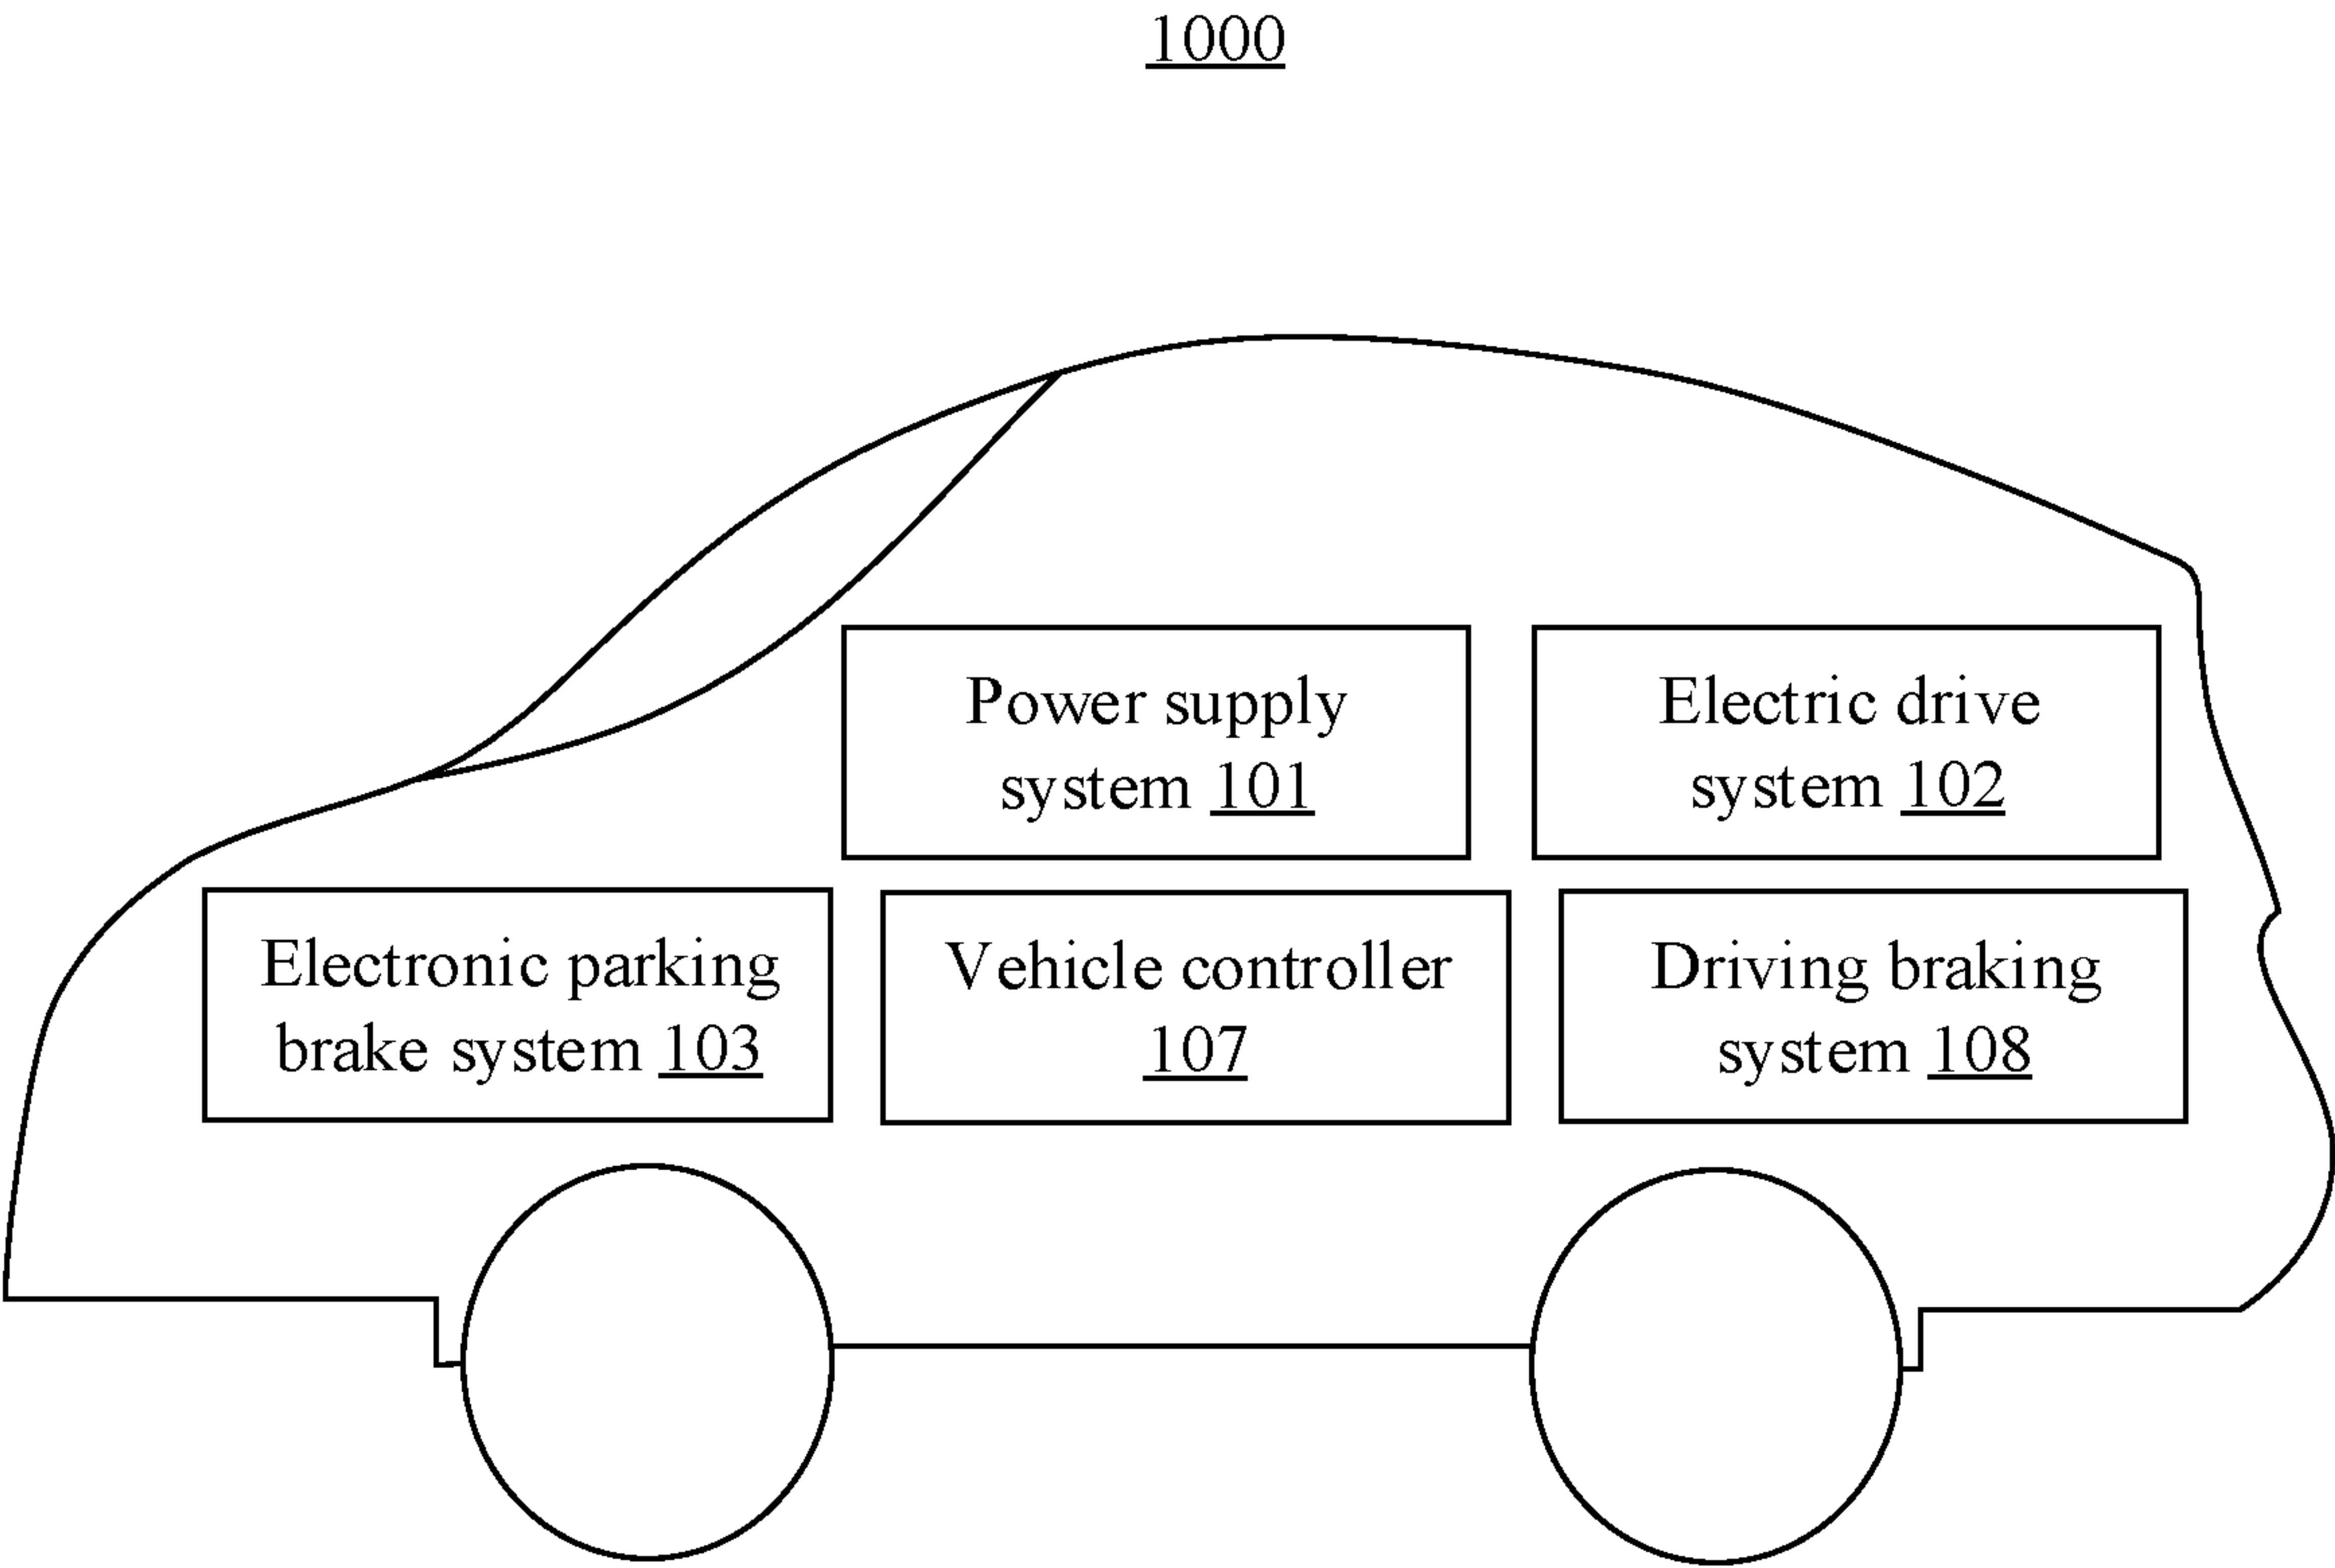 1000
Power supply
system 101
Electric drive
system 102
Electronic parking
brake system 103
Vehicle controller
107
Driving braking
system 108